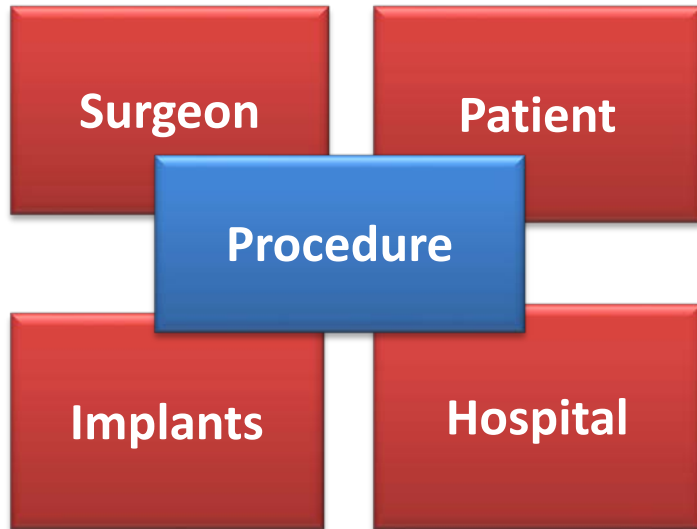 Surgeon
Patient
Procedure
Implants
Hospital